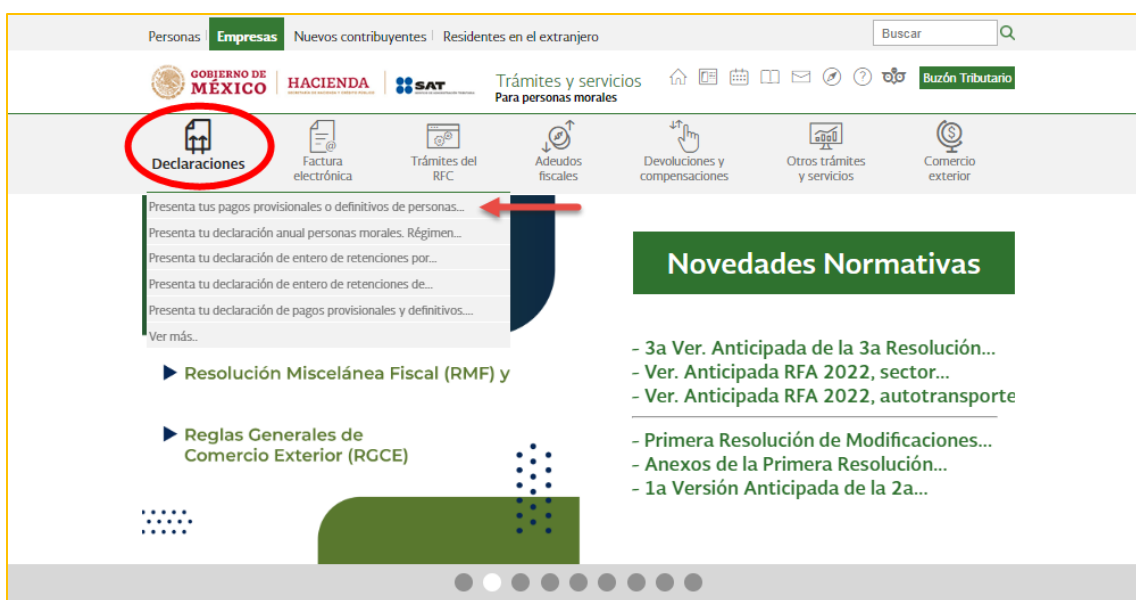 Personas Empresas Nuevos contribuyentes Residentes en el extranjero Buscar
GOBIERNO DE MÉXICO HACIENDA SAT Trámites y servicios Buzón Tributario
Para personas morales
Declaraciones
Factura electrónica
Trámites del RFC
Adeudos fiscales
Devoluciones y compensaciones
Otros trámites y servicios
Comercio exterior
Presenta tus pagos provisionales o definitivos de personas...
Presenta tu declaración anual personas morales. Régimen...
Presenta tu declaración de entero de retenciones por...
Presenta tu declaración de entero de retenciones de...
Presenta tu declaración de pagos provisionales y definitivos....
Ver más..
Resolución Miscelánea Fiscal (RMF) y
Reglas Generales de
Comercio Exterior (RGCE)
Novedades Normativas
- 3a Ver. Anticipada de la 3a Resolución...
- Ver. Anticipada RFA 2022, sector...
- Ver. Anticipada RFA 2022, autotransporte
- Primera Resolución de Modificaciones...
- Anexos de la Primera Resolución...
- 1a Versión Anticipada de la 2a...